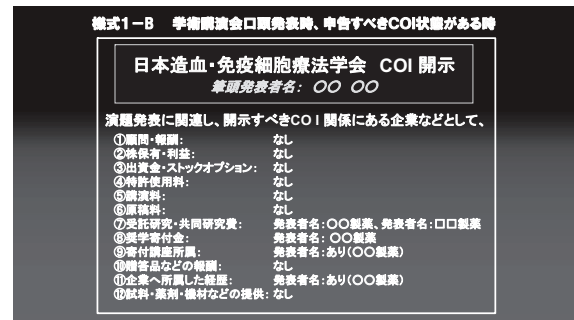 様式1-B　学術講演会口頭発表時、申告すべきCOI状態がある時
日本造血・免疫細胞療法学会 COI 開示
筆頭発表者名： 〇〇 〇〇
演題発表に関連し、開示すべきCOI関係にある企業などとして、
①顧問・報酬： なし
②株保有・利益： なし
③出資金・ストックオプション： なし
④特許使用料： なし
⑤講演料： なし
⑥原稿料： なし
⑦受託研究・共同研究費： 発表者名：〇〇製薬、発表者名：□□製薬
⑧奨学寄付金： 発表者名： 〇〇製薬
⑨寄付講座所属： 発表者名：あり(〇〇製薬)
⑩贈答品などの報酬： なし
⑪企業へ所属した経歴： 発表者名：あり(〇〇製薬)
⑫試料・薬剤・機材などの提供： なし